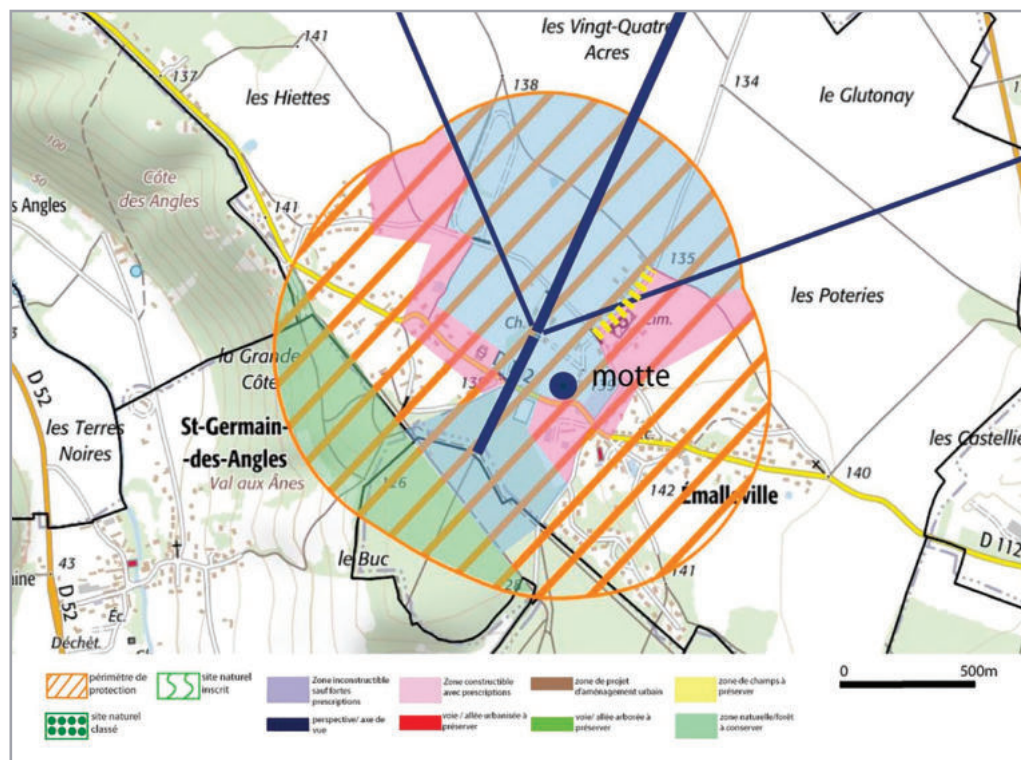 les Vingt-Quatre
Acres
141
137
les Hiettes
138
134
le Glutonay
100
50
s Angles
Côte
des Angles
141
135
les Poteries
Ch.
Cim.
la Grande
Côte
motte
D 52
les Terres
Noires
St-Germain-
-des-Angles
Val aux Ânes
126
les Castellie
Éc.
142
Émalleville
140
le Buc
D 112
43
aine
D 52
141
28
Éc.
Déchèt.
périmètre de
protection
site naturel
inscrit
Zone inconstructible
sauf fortes
prescriptions
Zone constructible
avec prescriptions
zone de projet
d'aménagement urbain
zone de champs à
préserver
0
500m
site naturel
classé
perspective/ axe de
vue
voie/ allée urbanisée à
préserver
voie/ allée arborée à
préserver
zone naturelle/forêt
à conserver